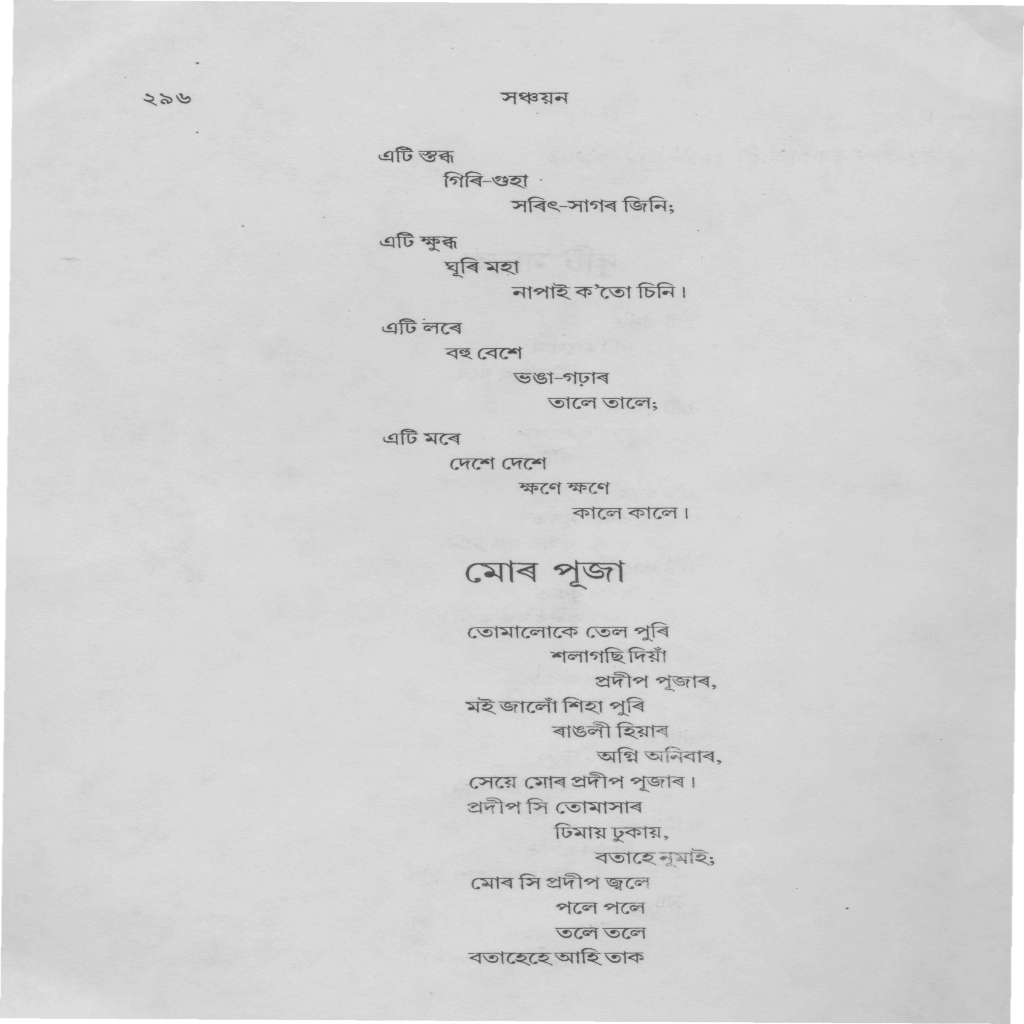 ২৯৬ সঞ্চয়ন
এটি স্তব্ধ
গিৰি-গুহা
সৰিৎ-সাগৰ জিনি;
এটি ক্ষুব্ধ
ঘূৰি মহা
নাপাই ক'তো চিনি।
এটি লৰে
বহু বেশে
ভঙা-গঢ়াৰ
তালে তালে;
এটি মৰে
দেশে দেশে
ক্ষণে ক্ষণে
কালে কালে।
মোৰ পূজা
তোমালোকে তেল পুৰি
শলাগছি দিয়াঁ
প্ৰদীপ পূজাৰ,
মই জালোঁ শিহা পুৰি
ৰাঙলী হিয়াৰ
অগ্নি অনিবাৰ,
সেয়ে মোৰ প্ৰদীপ পূজাৰ।
প্ৰদীপ সি তোমাসাৰ
ঢিমায় ঢুকায়,
বতাহে নুমাই;
মোৰ সি প্ৰদীপ জ্বলে
পলে পলে
তলে তলে
বতাহেহে আহি তাক